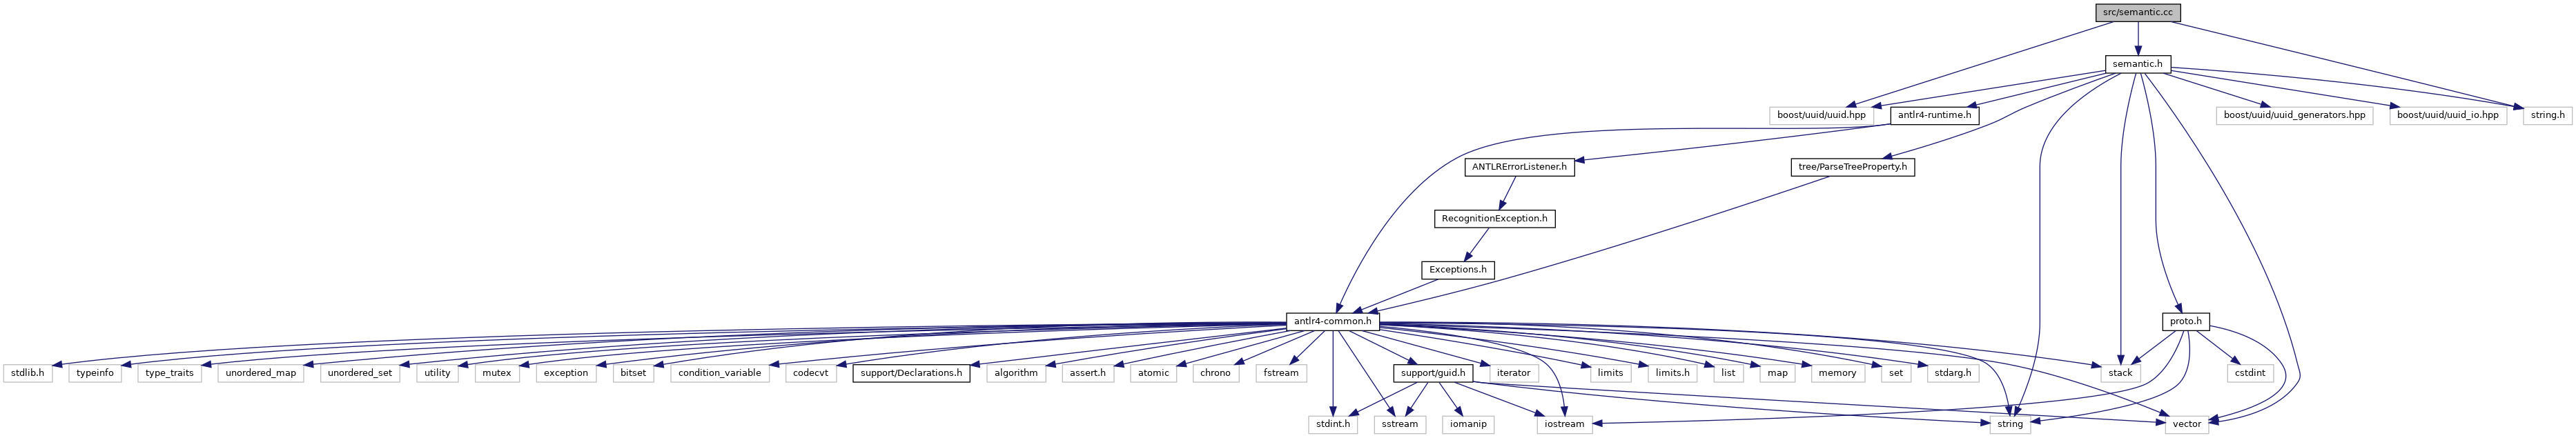 src/semantic.cc
semantic.h
boost/uuid/uuid.hpp
antlr4-runtime.h
boost/uuid/uuid_generators.hpp
boost/uuid/uuid_io.hpp
string.h
ANTLRErrorListener.h
tree/ParseTreeProperty.h
RecognitionException.h
Exceptions.h
antlr4-common.h
proto.h
stdlib.h
typeinfo
type_traits
unordered_map
unordered_set
utility
mutex
exception
bitset
condition_variable
codecvt
support/Declarations.h
algorithm
assert.h
atomic
chrono
fstream
support/guid.h
iterator
limits
limits.h
list
map
memory
set
stdarg.h
stack
cstdint
stdint.h
sstream
iomanip
iostream
string
vector